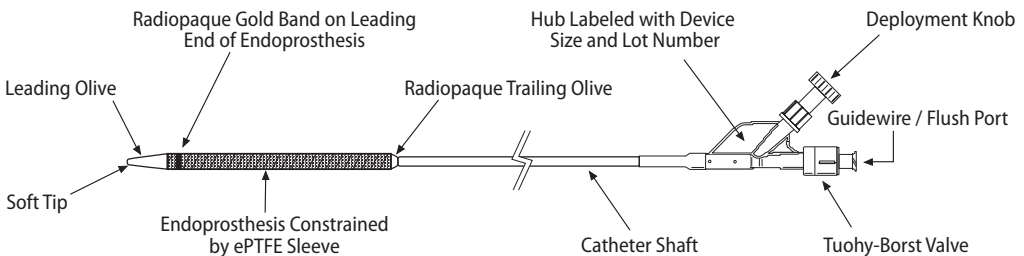 Radiopaque Gold Band on Leading
End of Endoprosthesis
Hub Labeled with Device
Size and Lot Number
Deployment Knob
Leading Olive
Radiopaque Trailing Olive
Guidewire / Flush Port
Soft Tip
Endoprosthesis Constrained
by ePTFE Sleeve
Catheter Shaft
Tuohy-Borst Valve